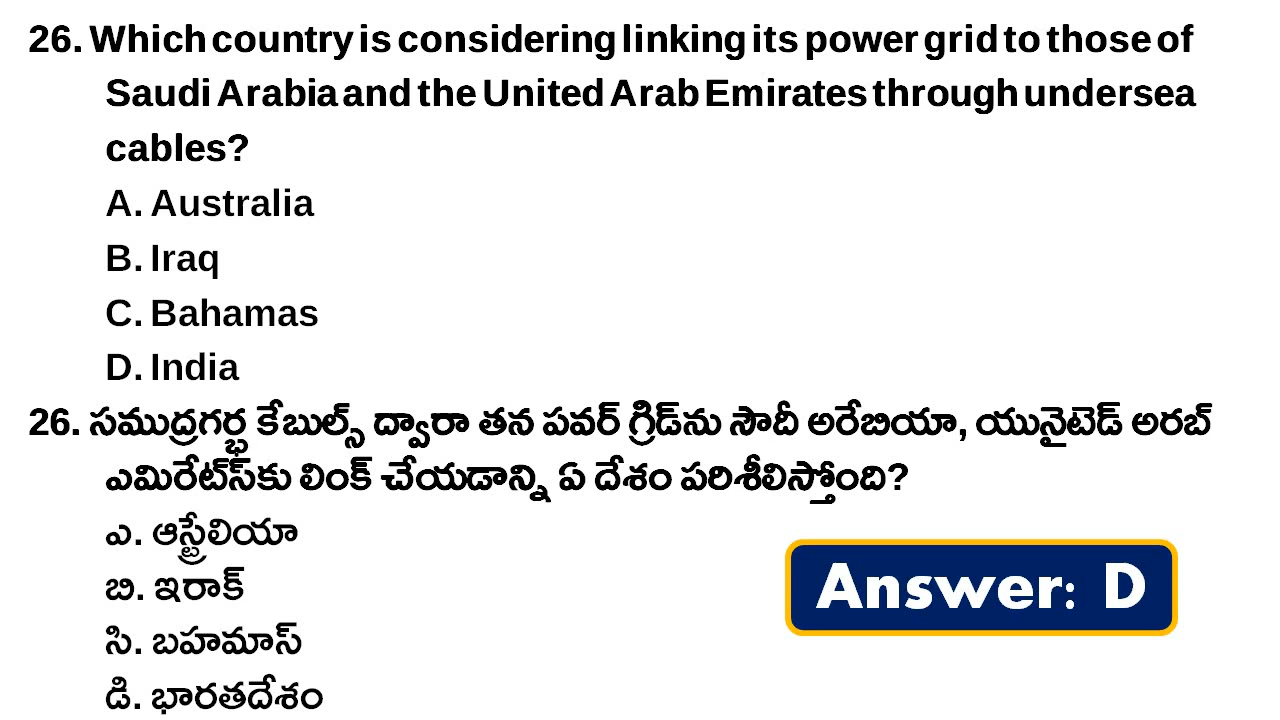 26. Which country is considering linking its power grid to those of
Saudi Arabia and the United Arab Emirates through undersea
cables?
A. Australia
B. Iraq
C. Bahamas
D. India
26. సముద్రగర్భ కేబుల్స్ ద్వారా తన పవర్ గ్రిడ్‌ను సౌదీ అరేబియా, యునైటెడ్ అరబ్
ఎమిరేట్స్‌కు లింక్ చేయడాన్ని ఏ దేశం పరిశీలిస్తోంది?
ఎ. ఆస్ట్రేలియా
బి. ఇరాక్
సి. బహమాస్
డి. భారతదేశం
Answer: D